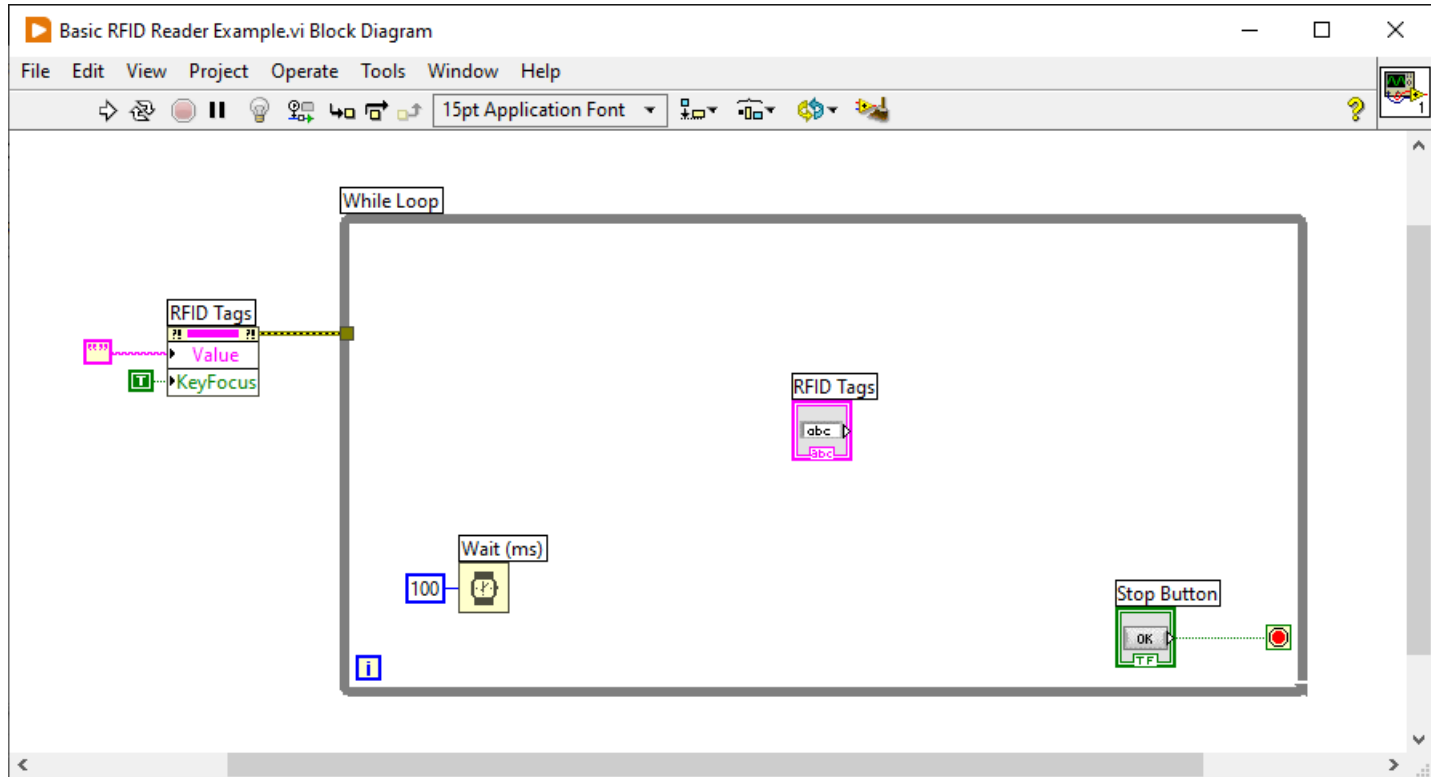 Basic RFID Reader Example.vi Block Diagram
File Edit View Project Operate Tools Window Help
15pt Application Font
1
While Loop
RFID Tags
?! ?!
"" Value
T KeyFocus
RFID Tags
abc
abc
Wait (ms)
100
Stop Button
OK
TF
i